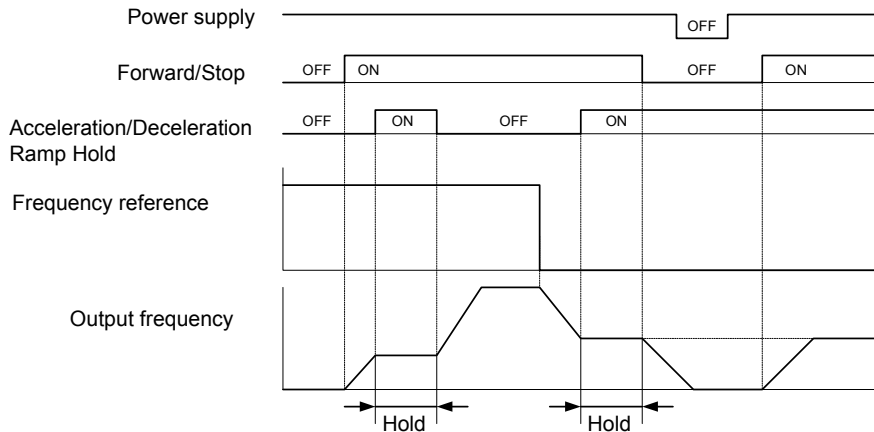 Power supply
OFF
Forward/Stop
OFF ON OFF ON
Acceleration/Deceleration
Ramp Hold
OFF ON OFF ON
Frequency reference
Output frequency
Hold Hold